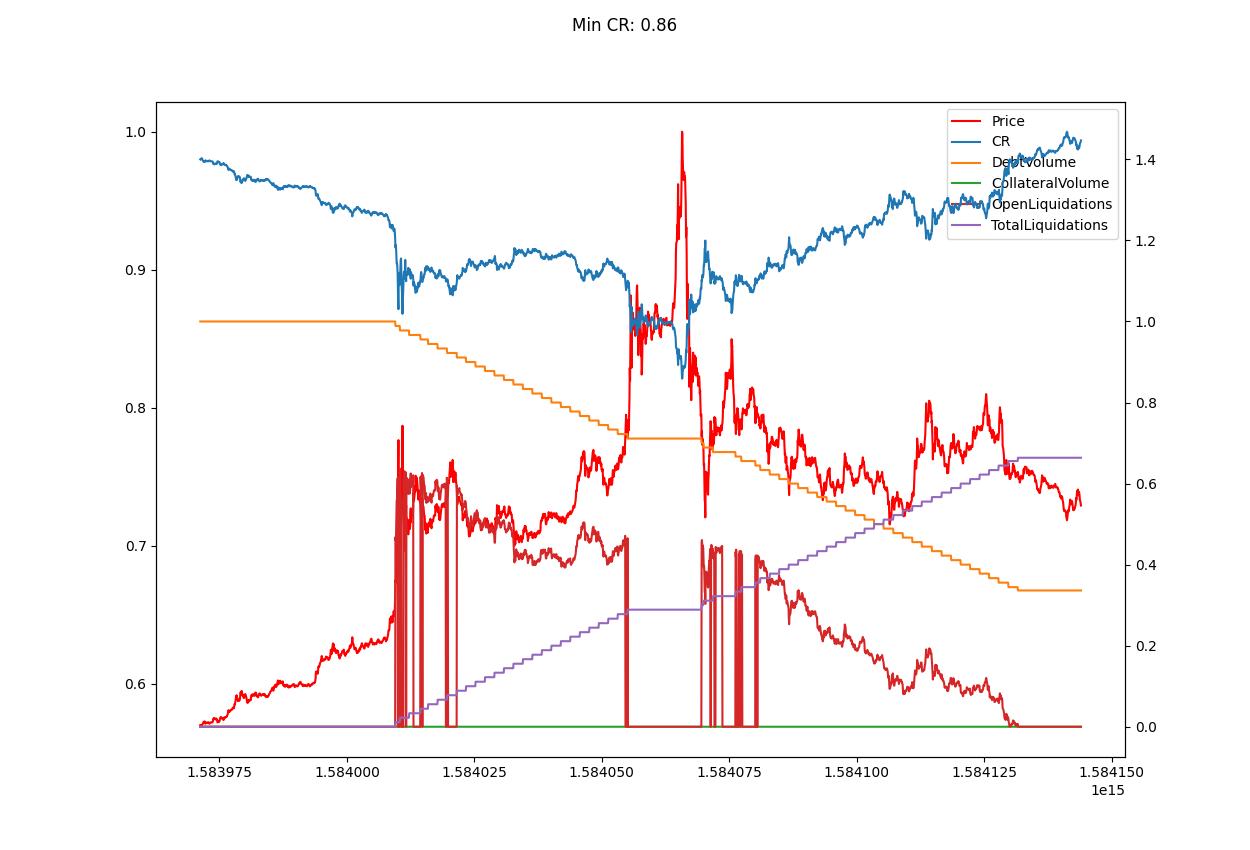 Min CR: 0.86
1.0
0.9
0.8
0.7
0.6
1.4
1.2
1.0
0.8
0.6
0.4
0.2
0.0
Price
CR
DebtVolume
CollateralVolume
OpenLiquidations
TotalLiquidations
1.583975 1.584000 1.584025 1.584050 1.584075 1.584100 1.584125 1.584150
1e15